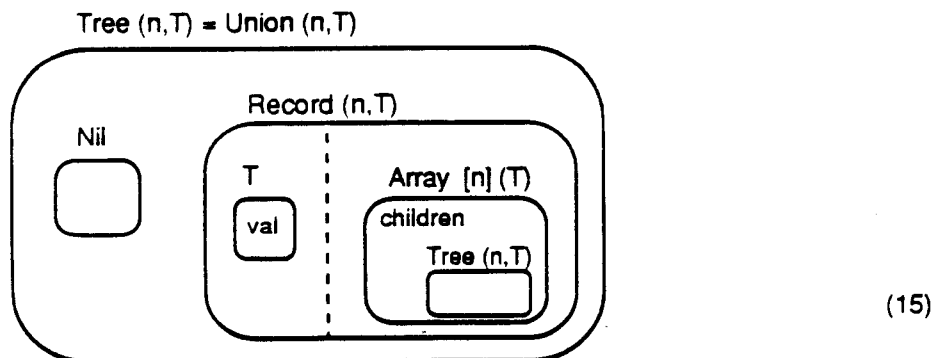 Tree (n,T) = Union (n,T)
Record (n,T)
Nil
T
Array [n] (T)
val
children
Tree (n,T)
(15)